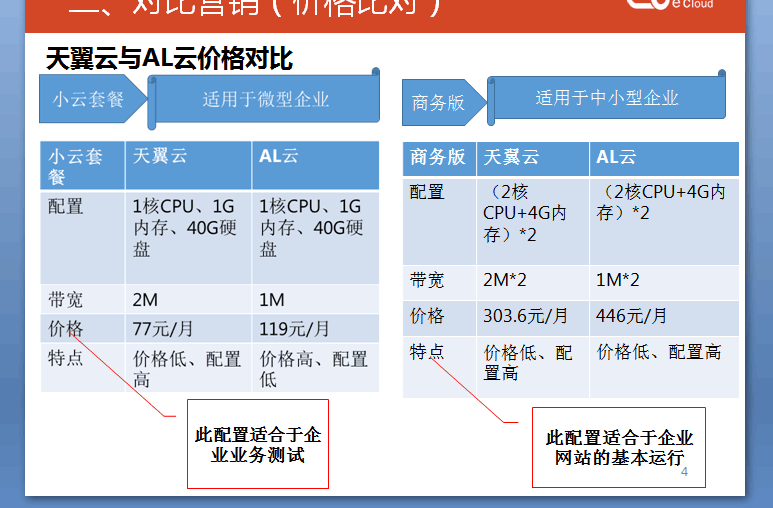 二、对比营销（价格比对）
e Cloud
天翼云与AL云价格对比
小云套餐
适用于微型企业
商务版
适用于中小型企业
小云套
餐
天翼云
AL云
配置
1核CPU、1G
内存、40G硬
盘
1核CPU、1G
内存、40G硬
盘
带宽
2M
1M
价格
77元/月
119元/月
特点
价格低、配置
高
价格高、配置
低
此配置适合于企
业业务测试
商务版
天翼云
AL云
配置
（2核
CPU+4G内
存）*2
（2核CPU+4G内
存）*2
带宽
2M*2
1M*2
价格
303.6元/月
446元/月
特点
价格低、配
置高
价格低、配置高
此配置适合于企业
网站的基本运行
4